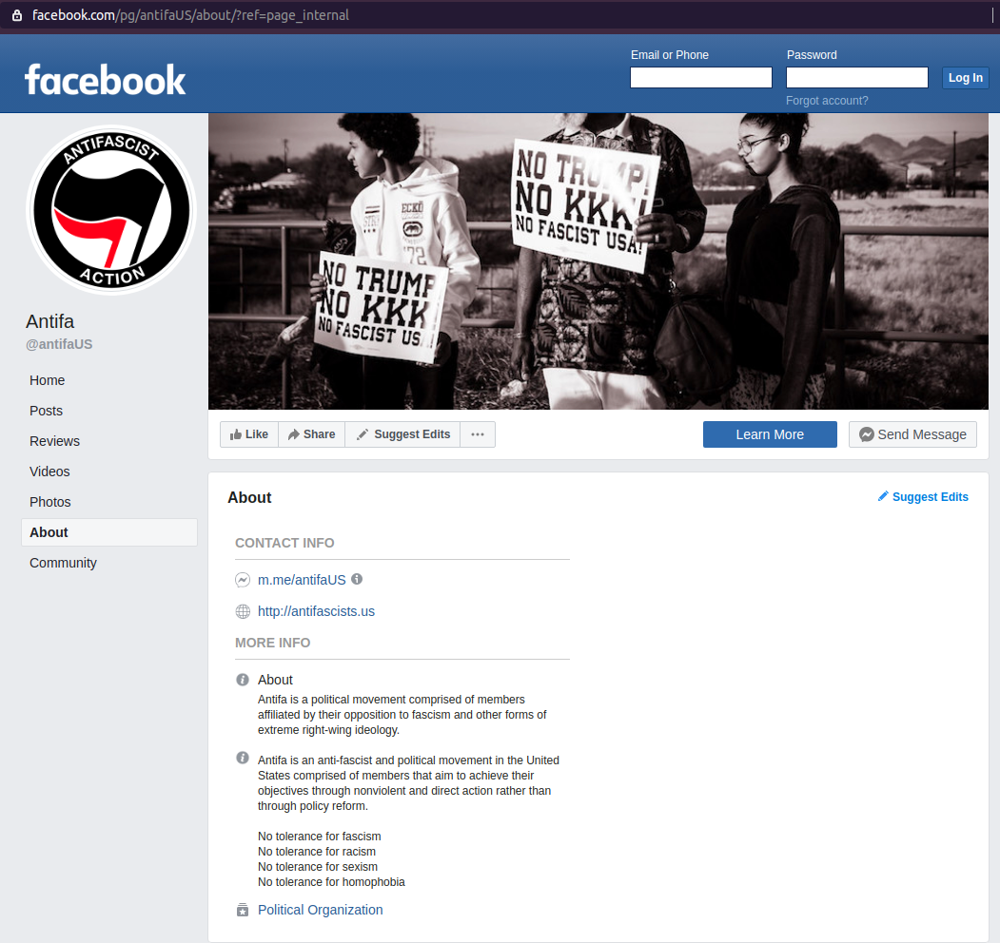 facebook.com/pg/antifaUS/about/?ref=page_internal
facebook
Email or Phone
Password
Log In
Forgot account?
ANTIFASCIST
ACTION
NO TRUMP!
NO KKK!
NO FASCIST USA!
ECKŌ
'72
NO TRUMP
NO KKK
NO FASCIST US
Antifa
@antifaUS
Home
Posts
Reviews
Videos
Photos
About
Community
Like
Share
Suggest Edits
Learn More
Send Message
About
Suggest Edits
CONTACT INFO
m.me/antifaUS
http://antifascists.us
MORE INFO
About
Antifa is a political movement comprised of members
affiliated by their opposition to fascism and other forms of
extreme right-wing ideology.
Antifa is an anti-fascist and political movement in the United
States comprised of members that aim to achieve their
objectives through nonviolent and direct action rather than
through policy reform.
No tolerance for fascism
No tolerance for racism
No tolerance for sexism
No tolerance for homophobia
Political Organization